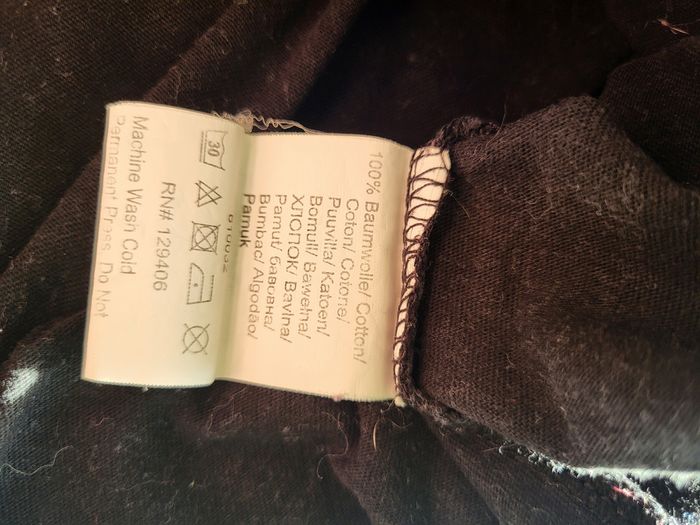 100% Baumwolle/ Cotton/
Coton/ Cotone/
Puuvilla/ Katoen/
Bomull/ Bawełna/
ХЛОПОК/ Bavlna/
Pamut/ бавовна/
Bumbac/ Algodão/
Pamuk
30
RN# 129406
Machine Wash Cold
Permanent Press. Do Not